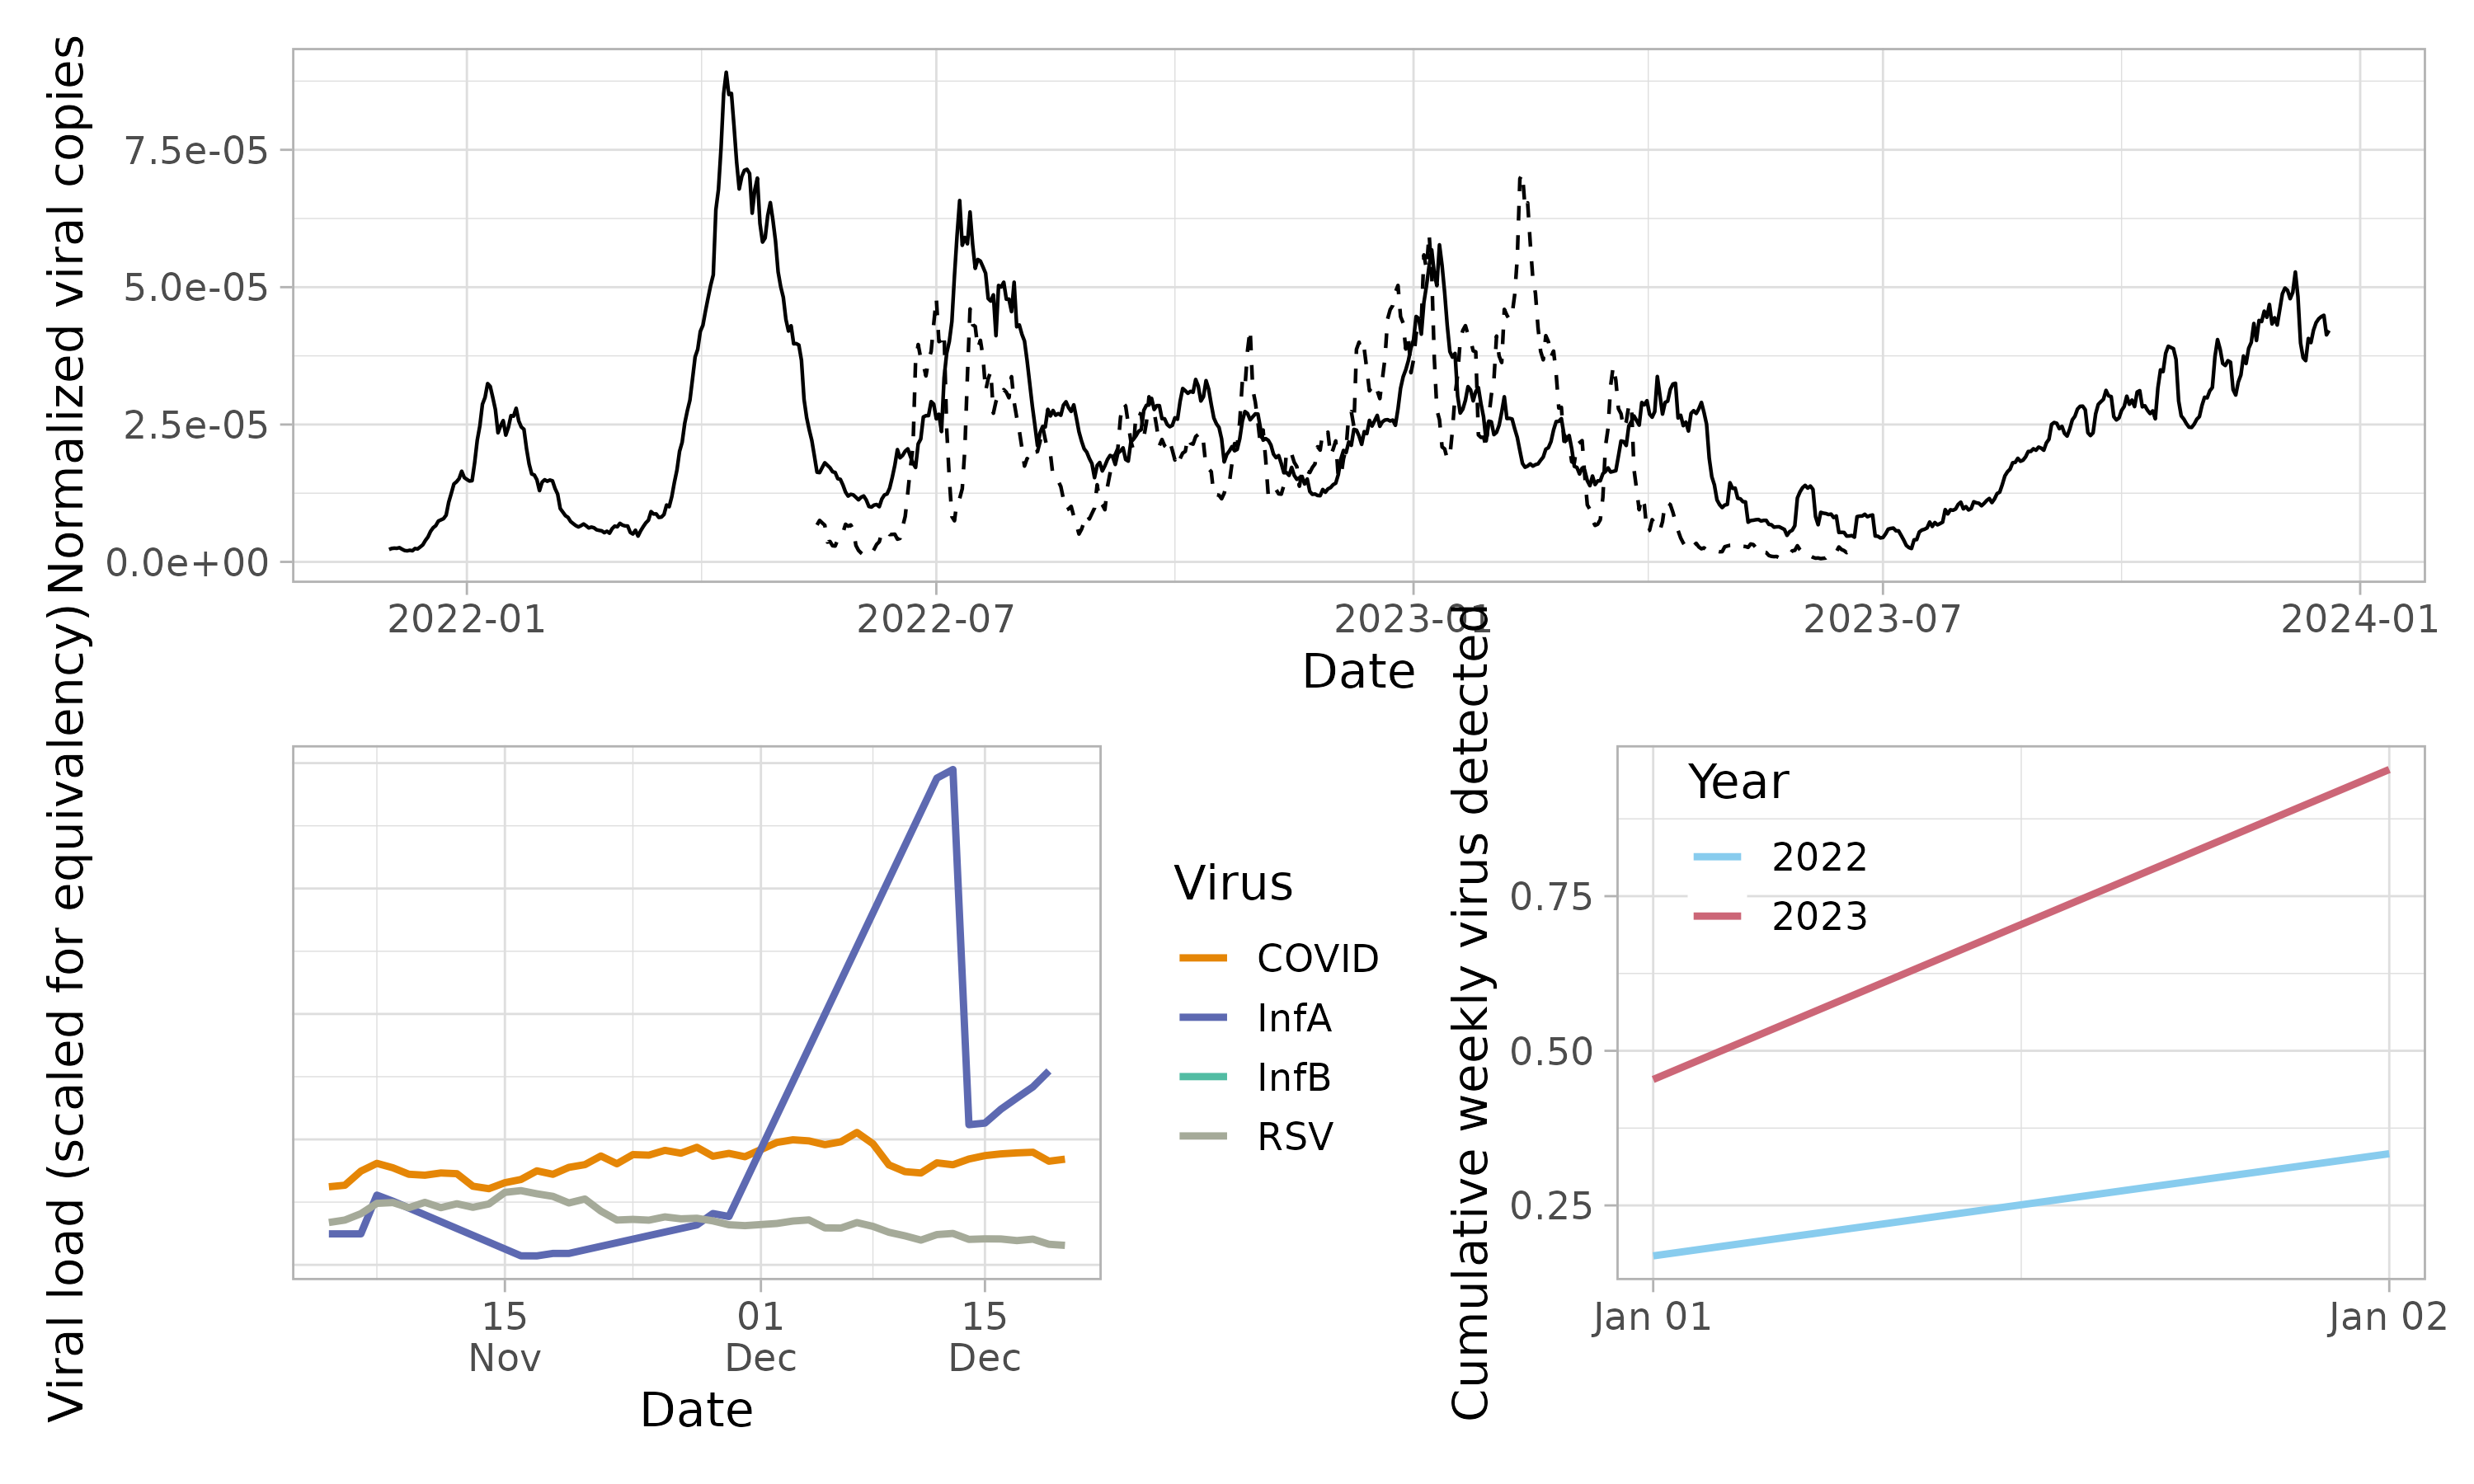 Normalized viral copies
7.5e-05
5.0e-05
2.5e-05
0.0e+00
2022-01
2022-07
2023-01
2023-07
2024-01
Date
Viral load (scaled for equivalency)
15
Nov
01
Dec
15
Dec
Date
Virus
COVID
InfA
InfB
RSV
Cumulative weekly virus detected
Year
2022
2023
0.75
0.50
0.25
Jan 01
Jan 02